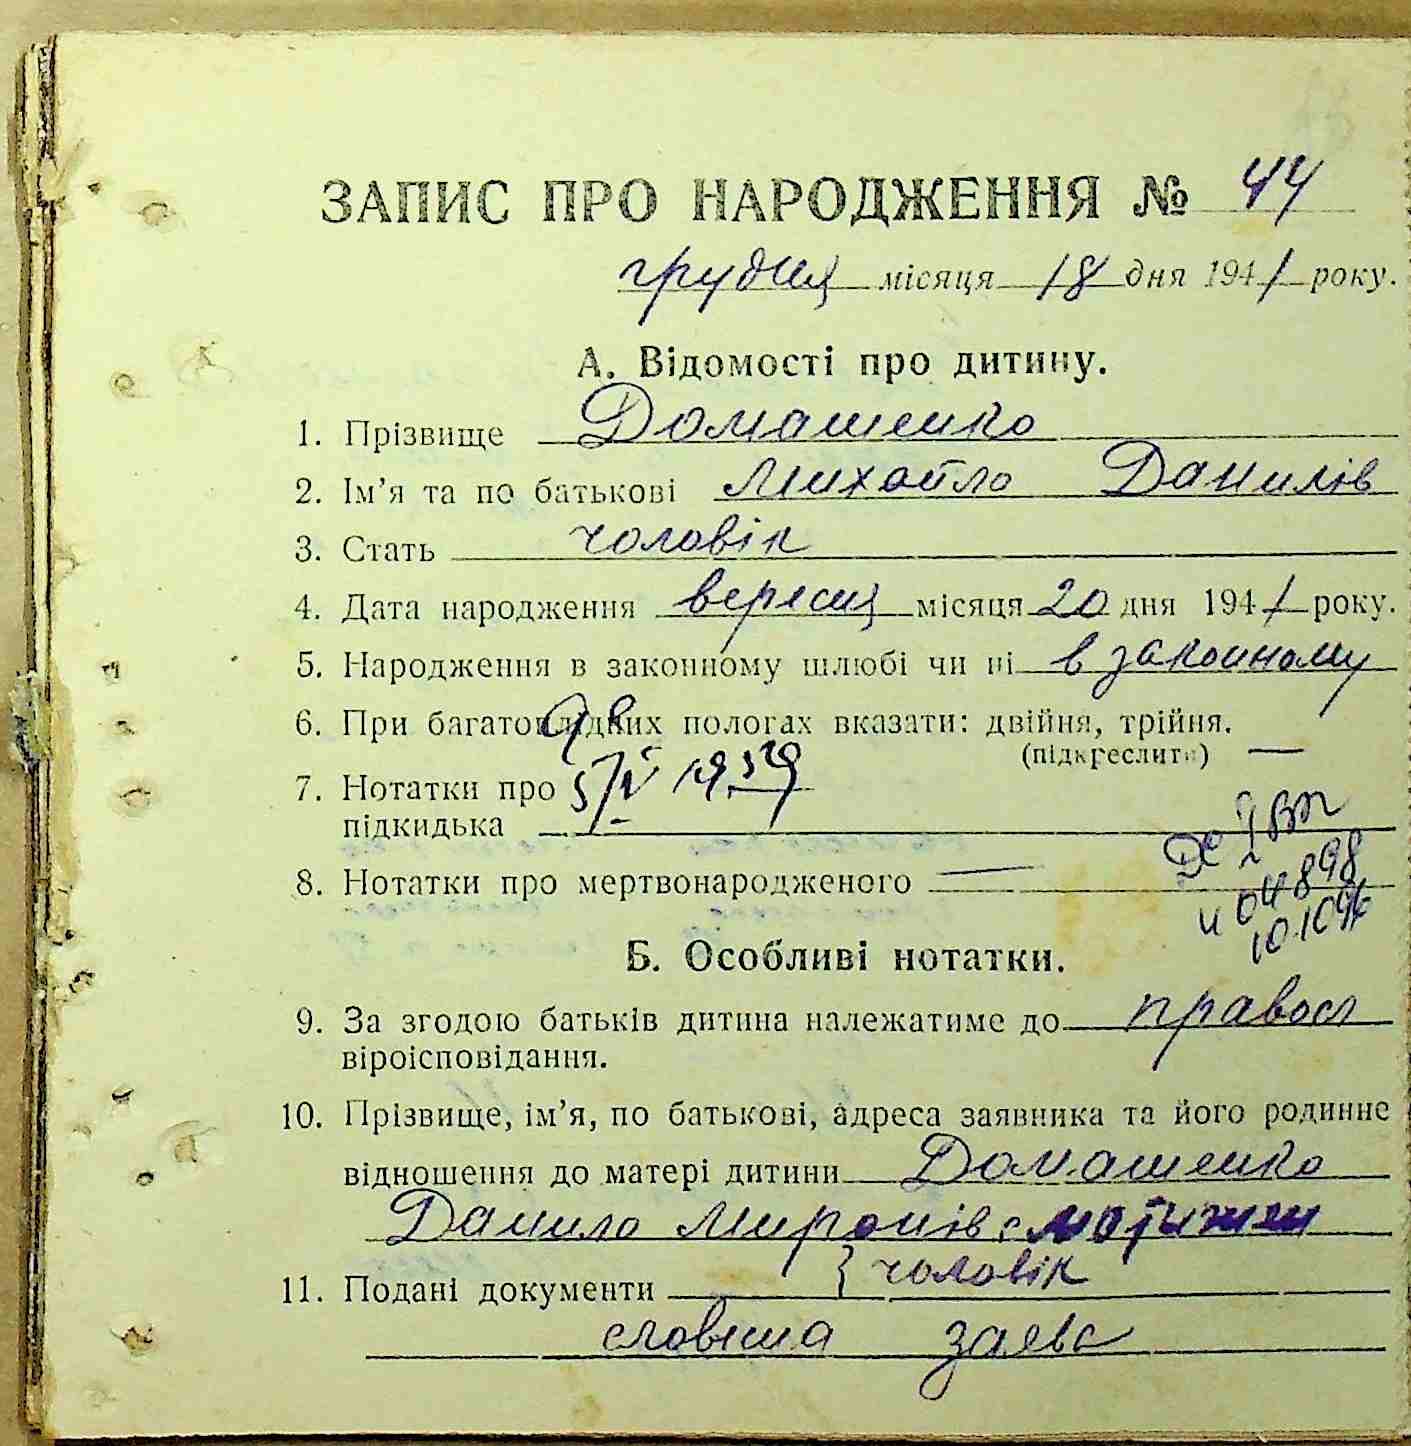 ЗАПИС ПРО НАРОДЖЕННЯ № 44
грудня місяця 18 дня 1941 року.
А. Відомості про дитину.
1. Прізвище Домашенко
2. Ім'я та по батькові Михайло Данилів
3. Стать чоловік
4. Дата народження вересня місяця 20 дня 1941 року.
5. Народження в законному шлюбі чи ні в законному
6. При багатоплідних пологах вказати: двійня, трійня.
(підкреслити) —
7. Нотатки про
підкидька
8. Нотатки про мертвонародженого —
04898
Б. Особливі нотатки.
9. За згодою батьків дитина належатиме до правосл
віроісповідання.
10. Прізвище, ім'я, по батькові, адреса заявника та його родинне
відношення до матері дитини Домашенко
Данило Миронів с Мотижин
чоловік
11. Подані документи
словесна заява